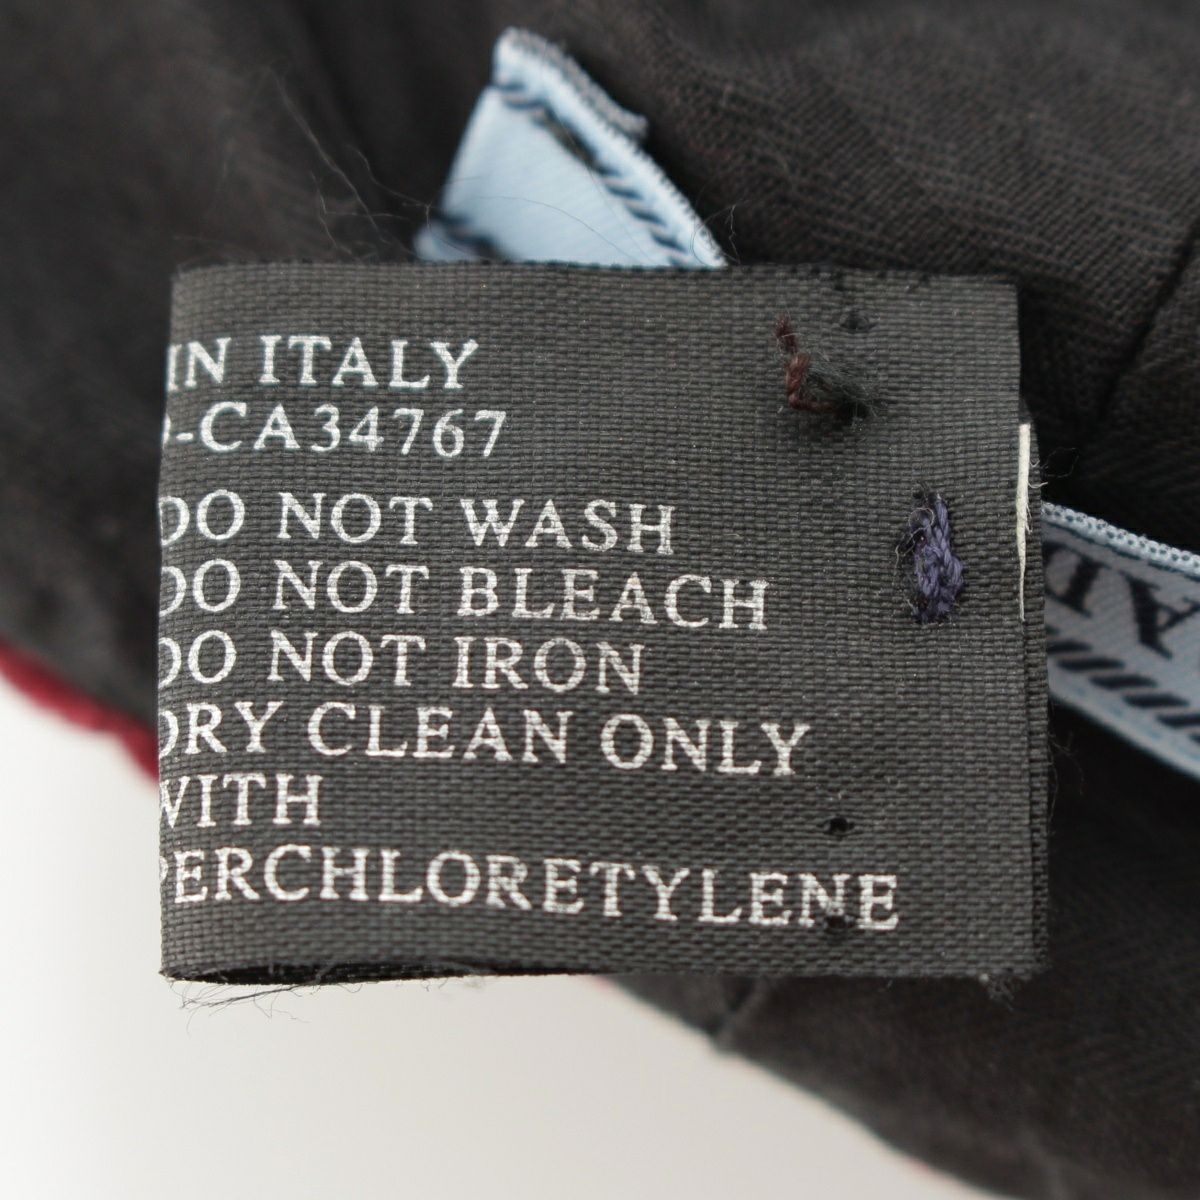 IN ITALY
-CA34767
DO NOT WASH
DO NOT BLEACH
DO NOT IRON
DRY CLEAN ONLY
WITH
PERCHLORETYLENE